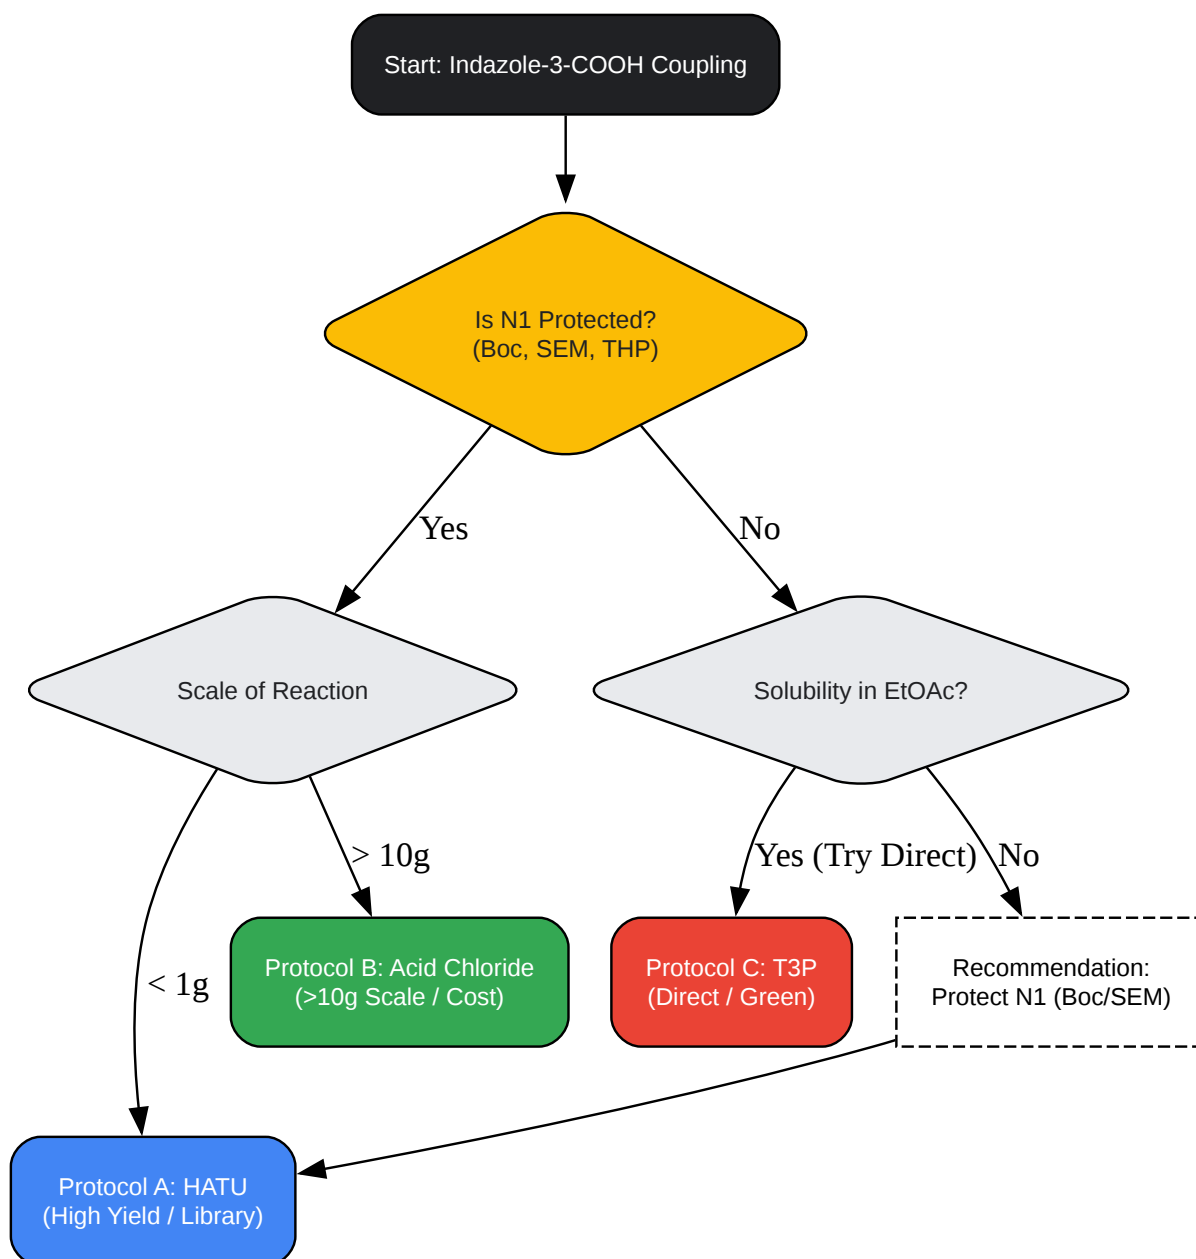 Start: Indazole-3-COOH Coupling
Is N1 Protected?
(Boc, SEM, THP)
Yes
No
Scale of Reaction
Solubility in EtOAc?
> 10g
Yes (Try Direct)
No
< 1g
Protocol B: Acid Chloride
(>10g Scale / Cost)
Protocol C: T3P
(Direct / Green)
Recommendation:
Protect N1 (Boc/SEM)
Protocol A: HATU
(High Yield / Library)